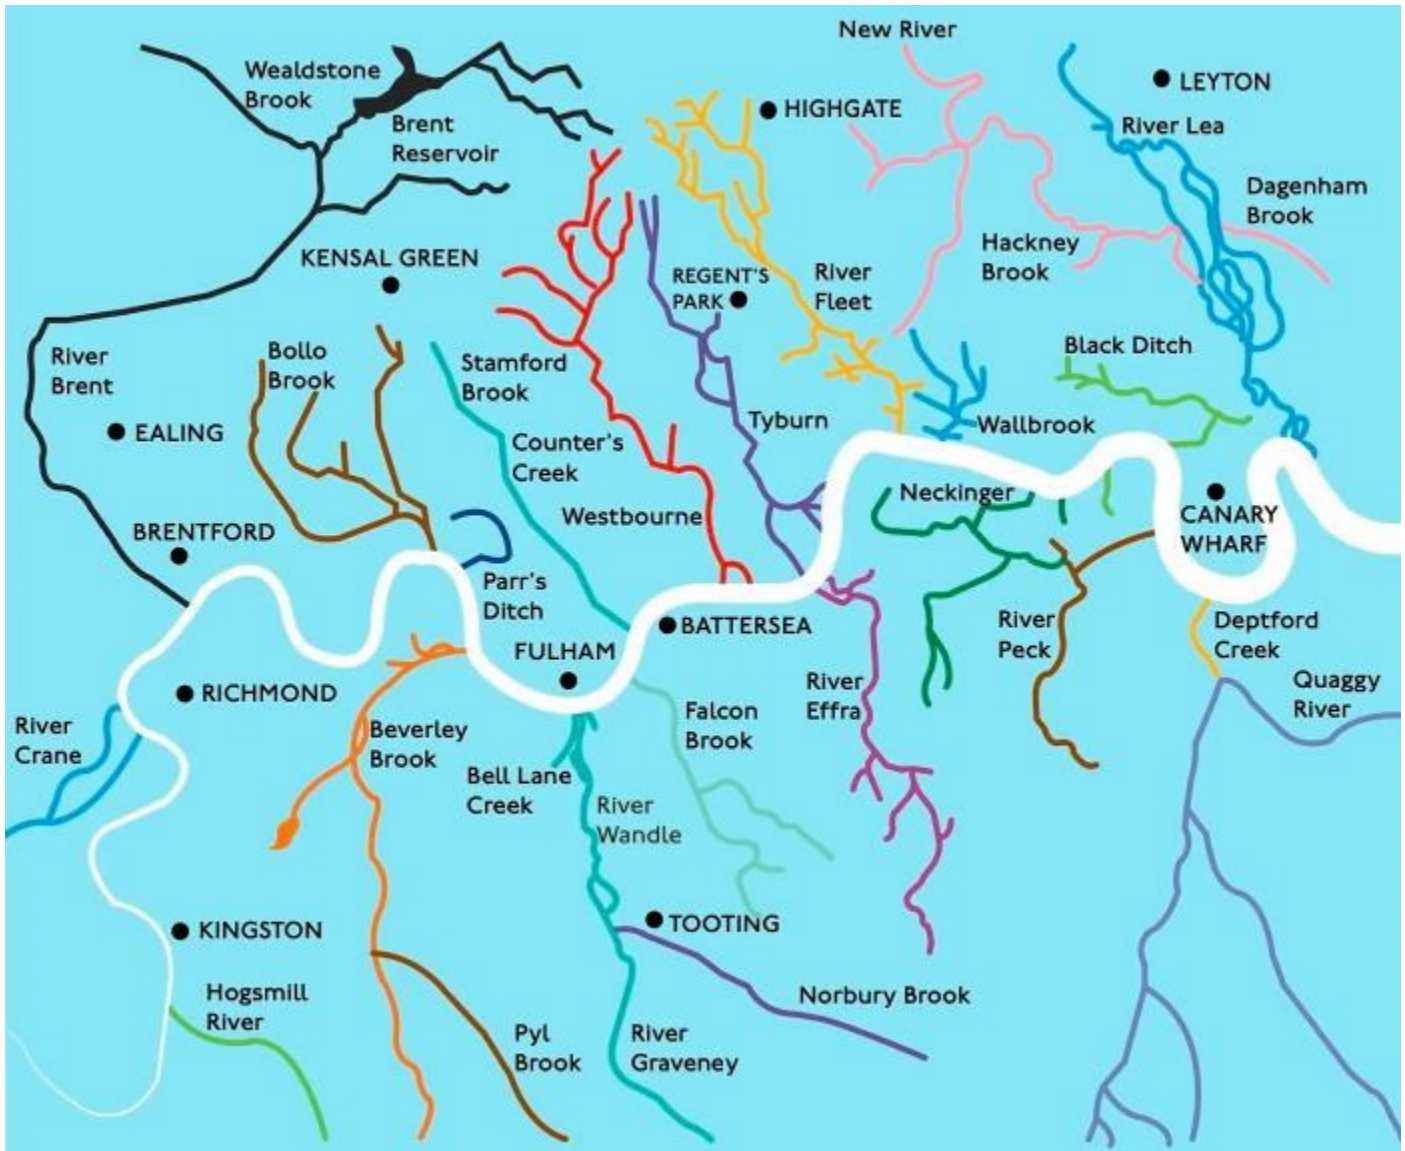 New River
Wealdstone
Brook
LEYTON
HIGHGATE
Brent
Reservoir
River Lea
Dagenham
Brook
Hackney
Brook
KENSAL GREEN
REGENT'S
PARK
River
Fleet
River
Brent
Bollo
Brook
Stamford
Brook
Black Ditch
EALING
Counter's
Creek
Tyburn
Wallbrook
Neckinger
Westbourne
CANARY
WHARF
BRENTFORD
Parr's
Ditch
BATTERSEA
River
Peck
Deptford
Creek
FULHAM
RICHMOND
River
Effra
Quaggy
River
River
Crane
Beverley
Brook
Falcon
Brook
Bell Lane
Creek
River
Wandle
KINGSTON
TOOTING
Hogsmill
River
Norbury Brook
Pyl
Brook
River
Graveney